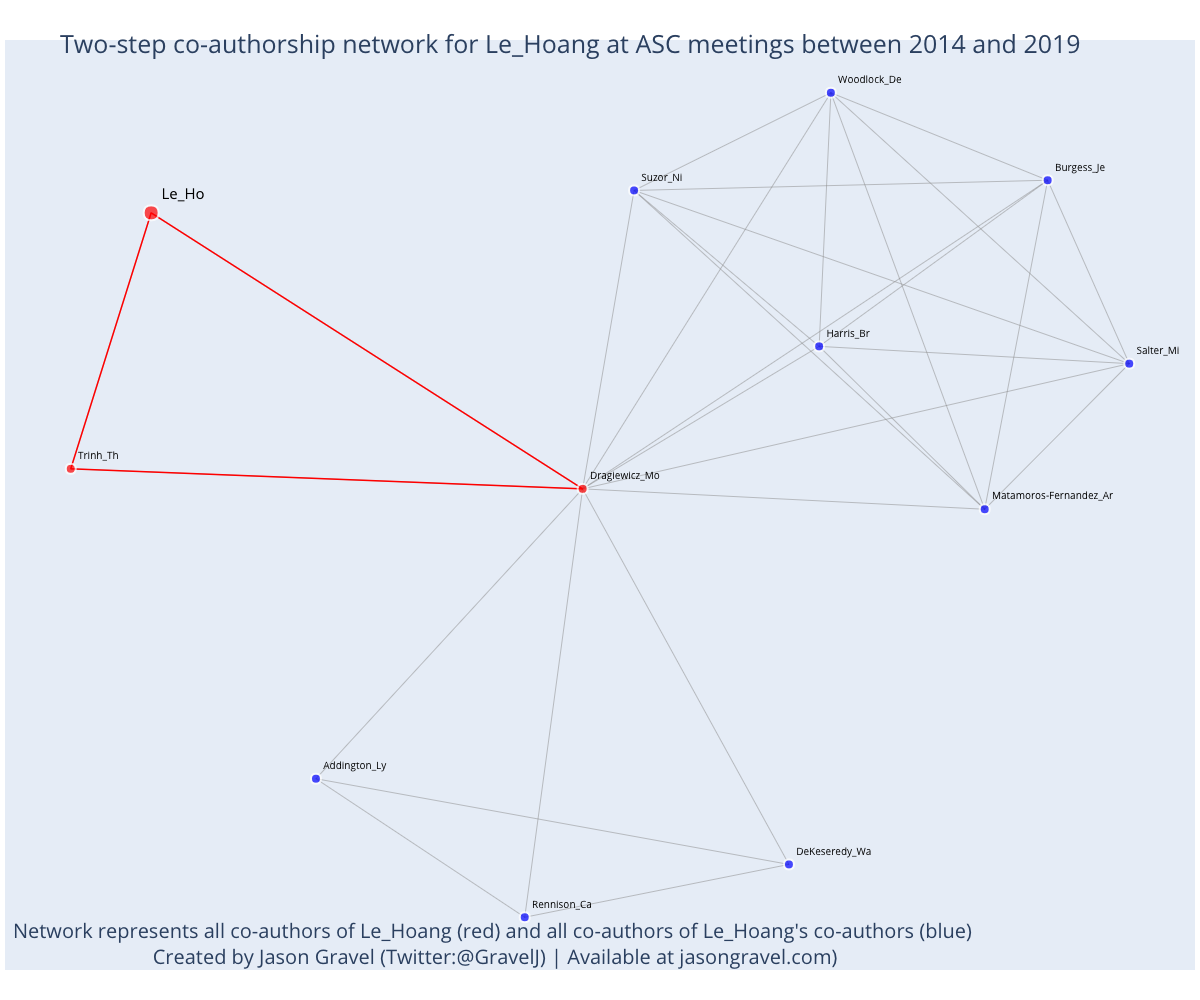 Two-step co-authorship network for Le_Hoang at ASC meetings between 2014 and 2019
Woodlock_De
Burgess_Je
Suzor_Ni
Le_Ho
Harris_Br
Salter_Mi
Trinh_Th
Dragiewicz_Mo
Matamoros-Fernandez_Ar
Addington_Ly
DeKeseredy_Wa
Rennison_Ca
Network represents all co-authors of Le_Hoang (red) and all co-authors of Le_Hoang's co-authors (blue)
Created by Jason Gravel (Twitter:@GravelJ) | Available at jasongravel.com)